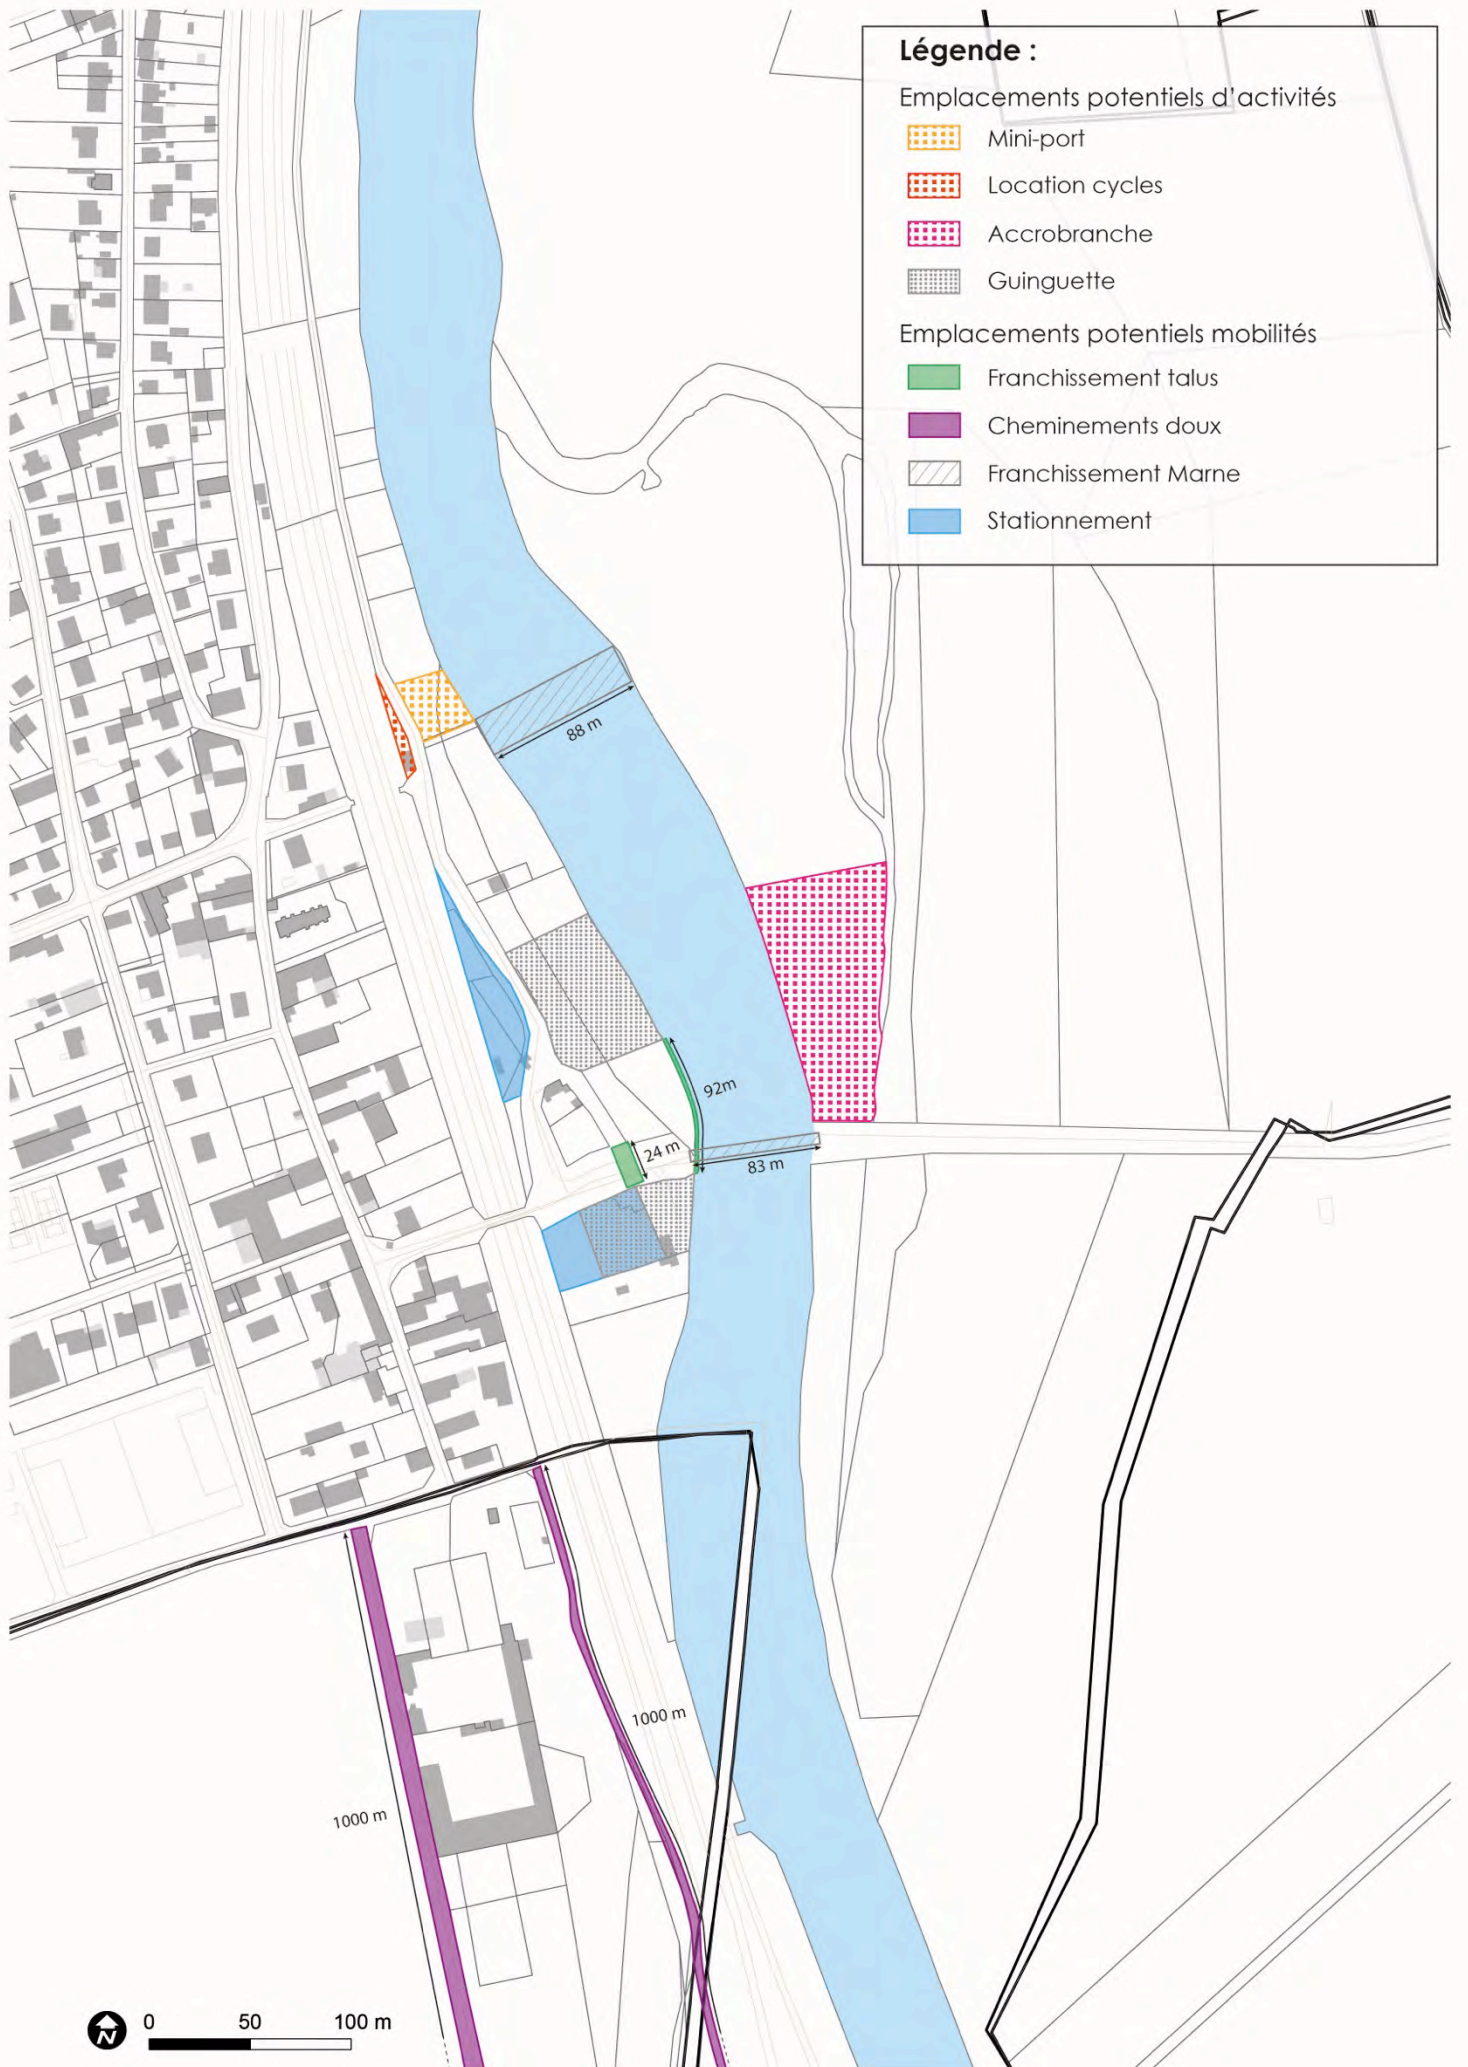 Légende :
Emplacements potentiels d'activités
Mini-port
Location cycles
Accrobranche
Guinguette
Emplacements potentiels mobilités
Franchissement talus
Cheminements doux
Franchissement Marne
Stationnement
88 m
92m
24 m
83 m
1000 m
1000 m
N
0 50 100 m